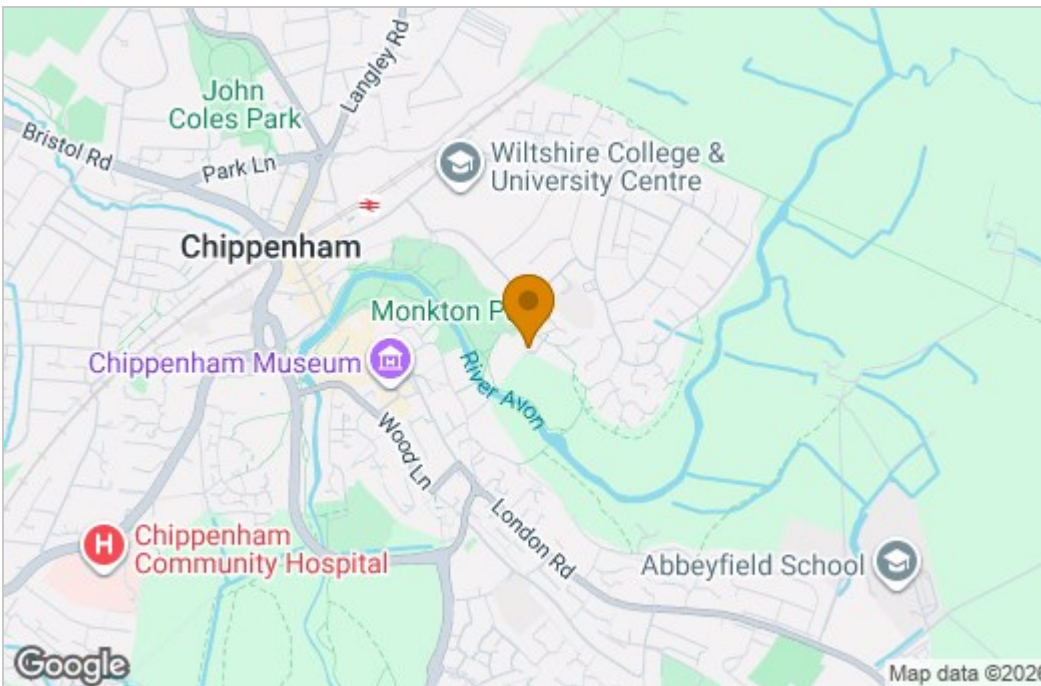 John
Coles Park
Langley Rd
Bristol Rd
Park Ln
Wiltshire College &
University Centre
Chippenham
Monkton P
Chippenham Museum
River Avon
Wood Ln
London Rd
H
Chippenham
Community Hospital
Abbeyfield School
Google
Map data ©2026